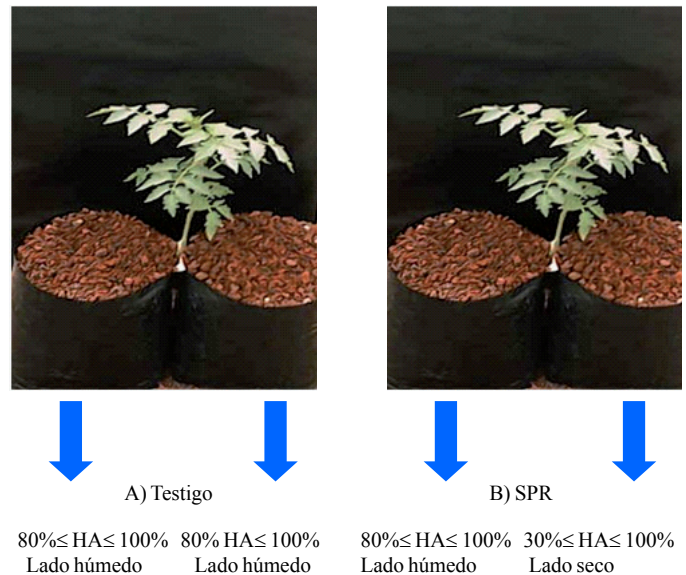 A) Testigo
B) SPR
80%≤ HA≤ 100% 80% HA≤ 100%
80%≤ HA≤ 100% 30%≤ HA≤ 100%
Lado húmedo Lado húmedo
Lado húmedo Lado seco